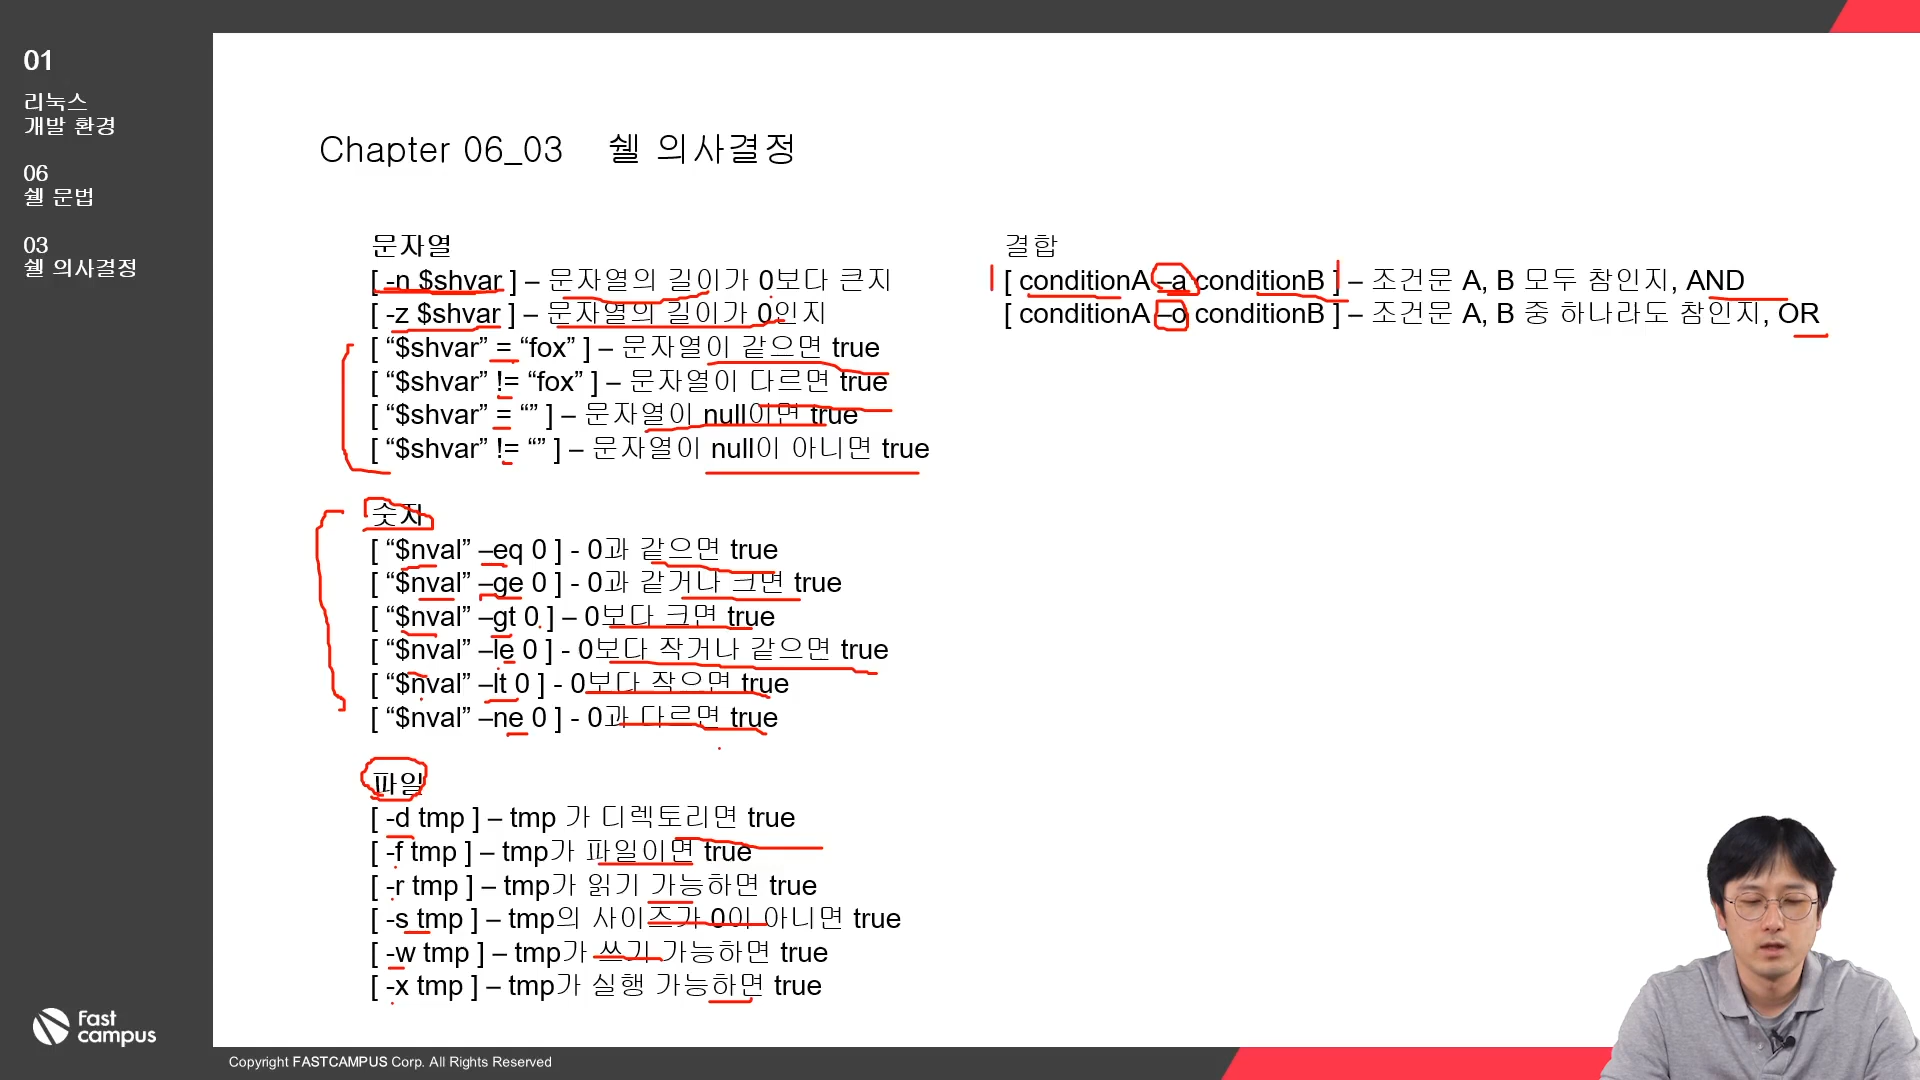 01
리눅스
개발 환경
06
쉘 문법
03
쉘 의사결정
Chapter 06_03 쉘 의사결정
문자열
[ -n $shvar ] – 문자열의 길이가 0보다 큰지
[ -z $shvar ] – 문자열의 길이가 0인지
[ “$shvar” = “fox” ] – 문자열이 같으면 true
[ “$shvar” != “fox” ] – 문자열이 다르면 true
[ “$shvar” = “” ] – 문자열이 null이면 true
[ “$shvar” != “” ] – 문자열이 null이 아니면 true
숫자
[ “$nval” –eq 0 ] - 0과 같으면 true
[ “$nval” –ge 0 ] - 0과 같거나 크면 true
[ “$nval” –gt 0 ] – 0보다 크면 true
[ “$nval” –le 0 ] - 0보다 작거나 같으면 true
[ “$nval” –lt 0 ] - 0보다 작으면 true
[ “$nval” –ne 0 ] - 0과 다르면 true
파일
[ -d tmp ] – tmp 가 디렉토리면 true
[ -f tmp ] – tmp가 파일이면 true
[ -r tmp ] – tmp가 읽기 가능하면 true
[ -s tmp ] – tmp의 사이즈가 0이 아니면 true
[ -w tmp ] – tmp가 쓰기 가능하면 true
[ -x tmp ] – tmp가 실행 가능하면 true
결합
[ conditionA –a conditionB ] – 조건문 A, B 모두 참인지, AND
[ conditionA –o conditionB ] – 조건문 A, B 중 하나라도 참인지, OR
Fast
campus
Copyright FASTCAMPUS Corp. All Rights Reserved